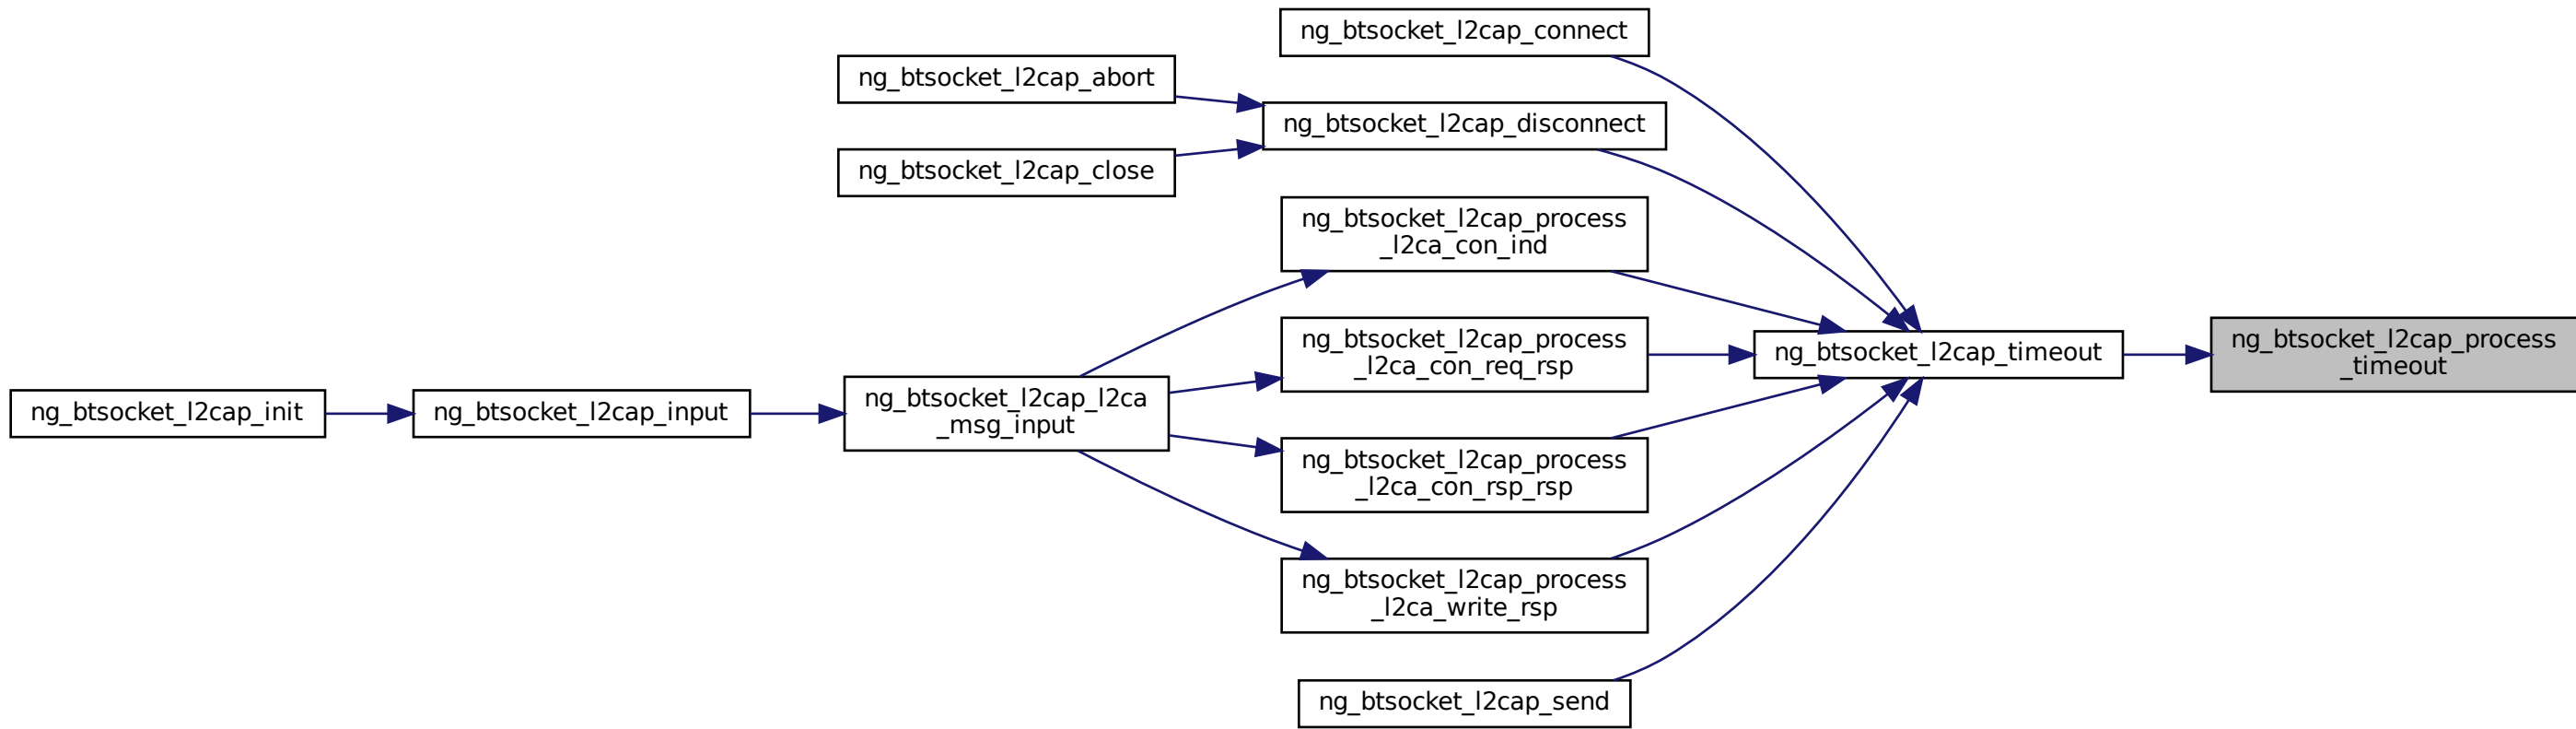 ng_btsocket_l2cap_connect
ng_btsocket_l2cap_abort
ng_btsocket_l2cap_disconnect
ng_btsocket_l2cap_close
ng_btsocket_l2cap_process
_l2ca_con_ind
ng_btsocket_l2cap_process
_l2ca_con_req_rsp
ng_btsocket_l2cap_timeout
ng_btsocket_l2cap_process
_timeout
ng_btsocket_l2cap_init
ng_btsocket_l2cap_input
ng_btsocket_l2cap_l2ca
_msg_input
ng_btsocket_l2cap_process
_l2ca_con_rsp_rsp
ng_btsocket_l2cap_process
_l2ca_write_rsp
ng_btsocket_l2cap_send